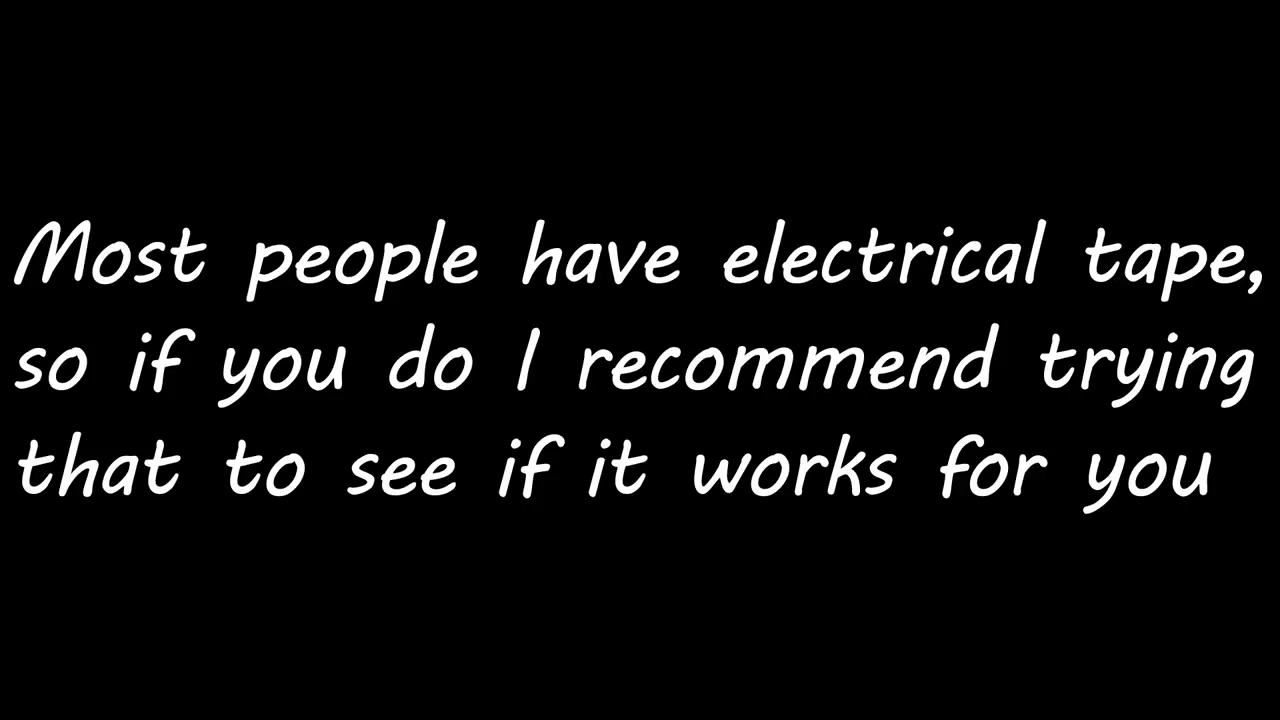 Most people have electrical tape,
so if you do I recommend trying
that to see if it works for you